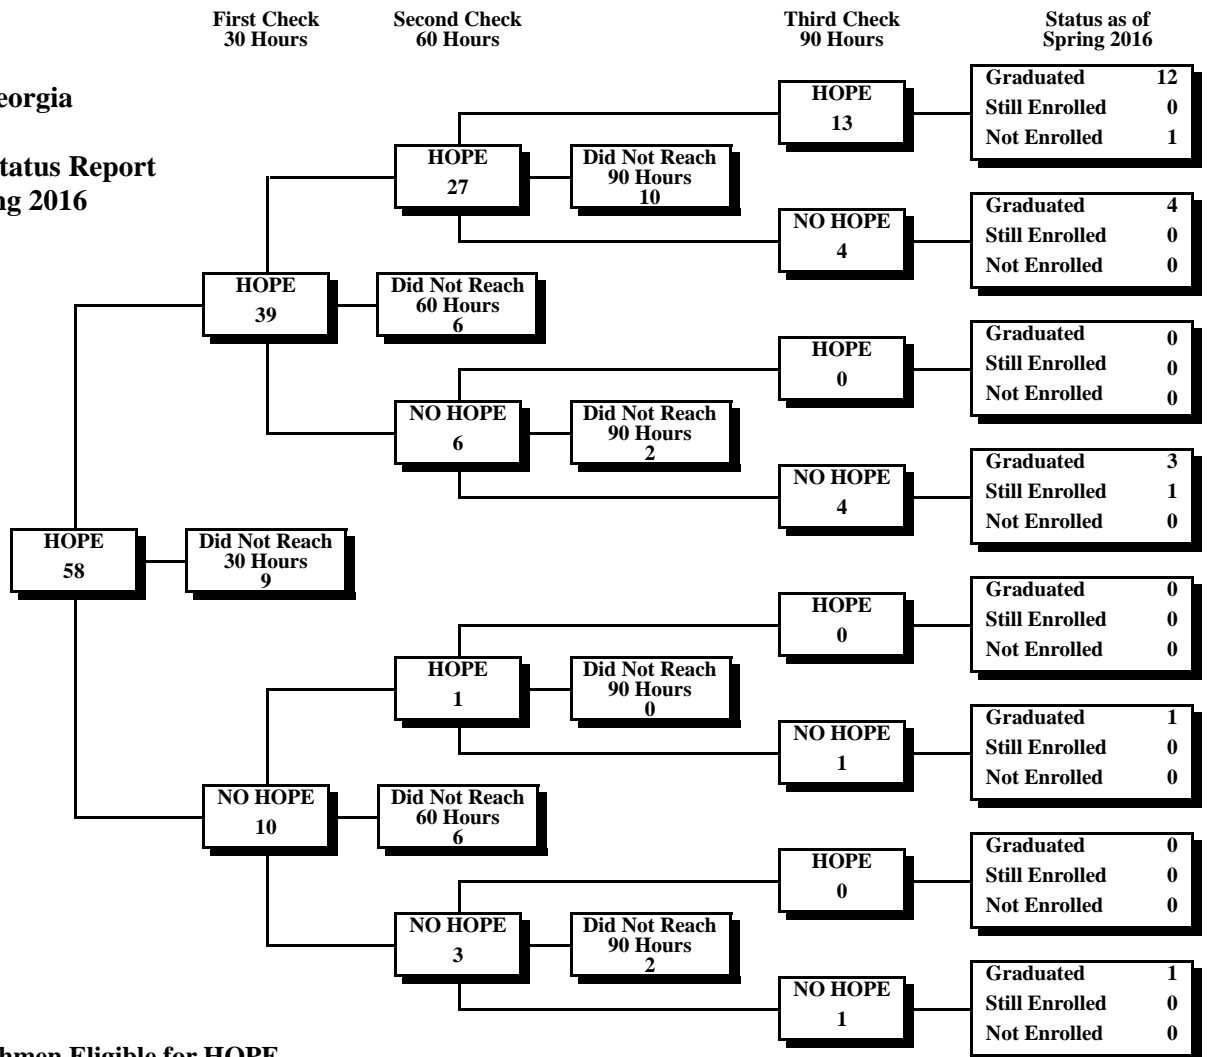 First Check
30 Hours
Second Check
60 Hours
Third Check
90 Hours
Status as of
Spring 2016
eorgia
tatus Report
ng 2016
HOPE
58
Did Not Reach
30 Hours
9
HOPE
39
Did Not Reach
60 Hours
6
NO HOPE
10
Did Not Reach
60 Hours
6
HOPE
27
Did Not Reach
90 Hours
10
NO HOPE
6
Did Not Reach
90 Hours
2
HOPE
1
Did Not Reach
90 Hours
0
NO HOPE
3
Did Not Reach
90 Hours
2
HOPE
13
Graduated 12
Still Enrolled 0
Not Enrolled 1
NO HOPE
4
Graduated 4
Still Enrolled 0
Not Enrolled 0
HOPE
0
Graduated 0
Still Enrolled 0
Not Enrolled 0
NO HOPE
4
Graduated 3
Still Enrolled 1
Not Enrolled 0
HOPE
0
Graduated 0
Still Enrolled 0
Not Enrolled 0
NO HOPE
1
Graduated 1
Still Enrolled 0
Not Enrolled 0
HOPE
0
Graduated 0
Still Enrolled 0
Not Enrolled 0
NO HOPE
1
Graduated 1
Still Enrolled 0
Not Enrolled 0
hmen Eligible for HOPE